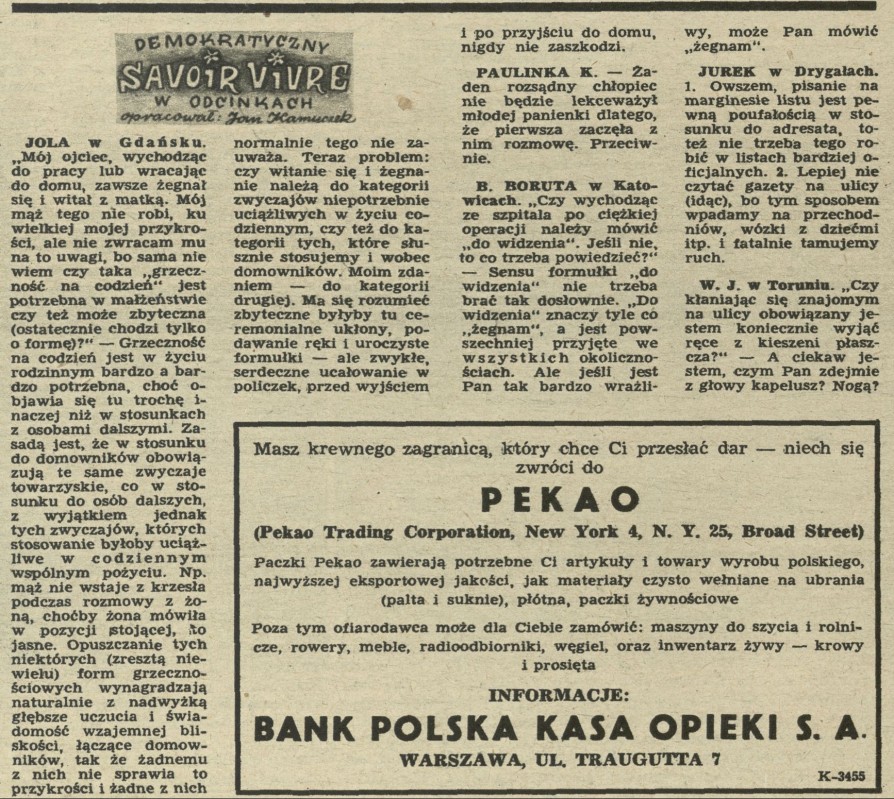 DEMOKRATYCZNY
SAVOIR VIVRE
W ODCINKACH
opracował: Jan Kamyczek
JOLA w Gdańsku.
„Mój ojciec, wychodząc
do pracy lub wracając
do domu, zawsze żegnał
się i witał z matką. Mój
mąż tego nie robi, ku
wielkiej mojej przykro-
ści, ale nie zwracam mu
na to uwagi, bo sama nie
wiem czy taka „grzecz-
ność na codzień" jest
potrzebna w małżeństwie
czy też może zbyteczna
(ostatecznie chodzi tylko
o formę)?" — Grzeczność
na codzień jest w życiu
rodzinnym bardzo a bar-
dzo potrzebna, choć o-
bjawia się tu trochę i-
naczej niż w stosunkach
z osobami dalszymi. Za-
sadą jest, że w stosunku
do domowników obowią-
zują te same zwyczaje
towarzyskie, co w sto-
sunku do osób dalszych,
z wyjątkiem jednak
tych zwyczajów, których
stosowanie byłoby uciąż-
liwe w codziennym
wspólnym pożyciu. Np.
mąż nie wstaje z krzesła
podczas rozmowy z żo-
ną, choćby żona mówiła
w pozycji stojącej, to
jasne. Opuszczanie tych
niektórych (zresztą nie-
wielu) form grzeczno-
ściowych wynagradzają
naturalnie z nadwyżką
głębsze uczucia i świa-
domość wzajemnej bli-
skości, łączące domow-
ników, tak że żadnemu
z nich nie sprawia to
przykrości i żadne z nich
normalnie tego nie za-
uważa. Teraz problem:
czy witanie się i żegna-
nie należą do kategorii
zwyczajów niepotrzebnie
uciążliwych w życiu co-
dziennym, czy też do ka-
tegorii tych, które słu-
sznie stosujemy i wobec
domowników. Moim zda-
niem — do kategorii
drugiej. Ma się rozumieć
zbyteczne byłyby tu ce-
remonialne ukłony, po-
dawanie ręki i uroczyste
formułki — ale zwykłe,
serdeczne ucałowanie w
policzek, przed wyjściem
i po przyjściu do domu,
nigdy nie zaszkodzi.
PAULINKA K. — Ża-
den rozsądny chłopiec
nie będzie lekceważył
młodej panienki dlatego,
że pierwsza zaczęła z
nim rozmowę. Przeciw-
nie.
B. BORUTA w Kato-
wicach. „Czy wychodząc
ze szpitala po ciężkiej
operacji należy mówić
„do widzenia". Jeśli nie,
to co trzeba powiedzieć?"
— Sensu formułki „do
widzenia" nie trzeba
brać tak dosłownie. „Do
widzenia" znaczy tyle co
„żegnam", a jest pow-
szechniej przyjęte we
wszystkich okoliczno-
ściach. Ale jeśli jest
Pan tak bardzo wrażli-
wy, może Pan mówić
„żegnam".
JUREK w Drygałach.
1. Owszem, pisanie na
marginesie listu jest pe-
wną poufałością w sto-
sunku do adresata, to-
też nie trzeba tego ro-
bić w listach bardziej o-
ficjalnych. 2. Lepiej nie
czytać gazety na ulicy
(idąc), bo tym sposobem
wpadamy na przechod-
niów, wózki z dziećmi
itp. i fatalnie tamujemy
ruch.
W. J. w Toruniu. „Czy
kłaniając się znajomym
na ulicy obowiązany je-
stem koniecznie wyjąć
ręce z kieszeni płasz-
cza?" — A ciekaw je-
stem, czym Pan zdejmie
z głowy kapelusz? Nogą?
Masz krewnego zagranicą, który chce Ci przesłać dar — niech się
zwróci do
PEKAO
(Pekao Trading Corporation, New York 4, N. Y. 25, Broad Street)
Paczki Pekao zawierają potrzebne Ci artykuły i towary wyrobu polskiego,
najwyższej eksportowej jakości, jak materiały czysto wełniane na ubrania
(palta i suknie), płótna, paczki żywnościowe
Poza tym ofiarodawca może dla Ciebie zamówić: maszyny do szycia i rolni-
cze, rowery, meble, radioodbiorniki, węgiel, oraz inwentarz żywy — krowy
i prosięta
INFORMACJE:
BANK POLSKA KASA OPIEKI S. A.
WARSZAWA, UL. TRAUGUTTA 7
K-3455